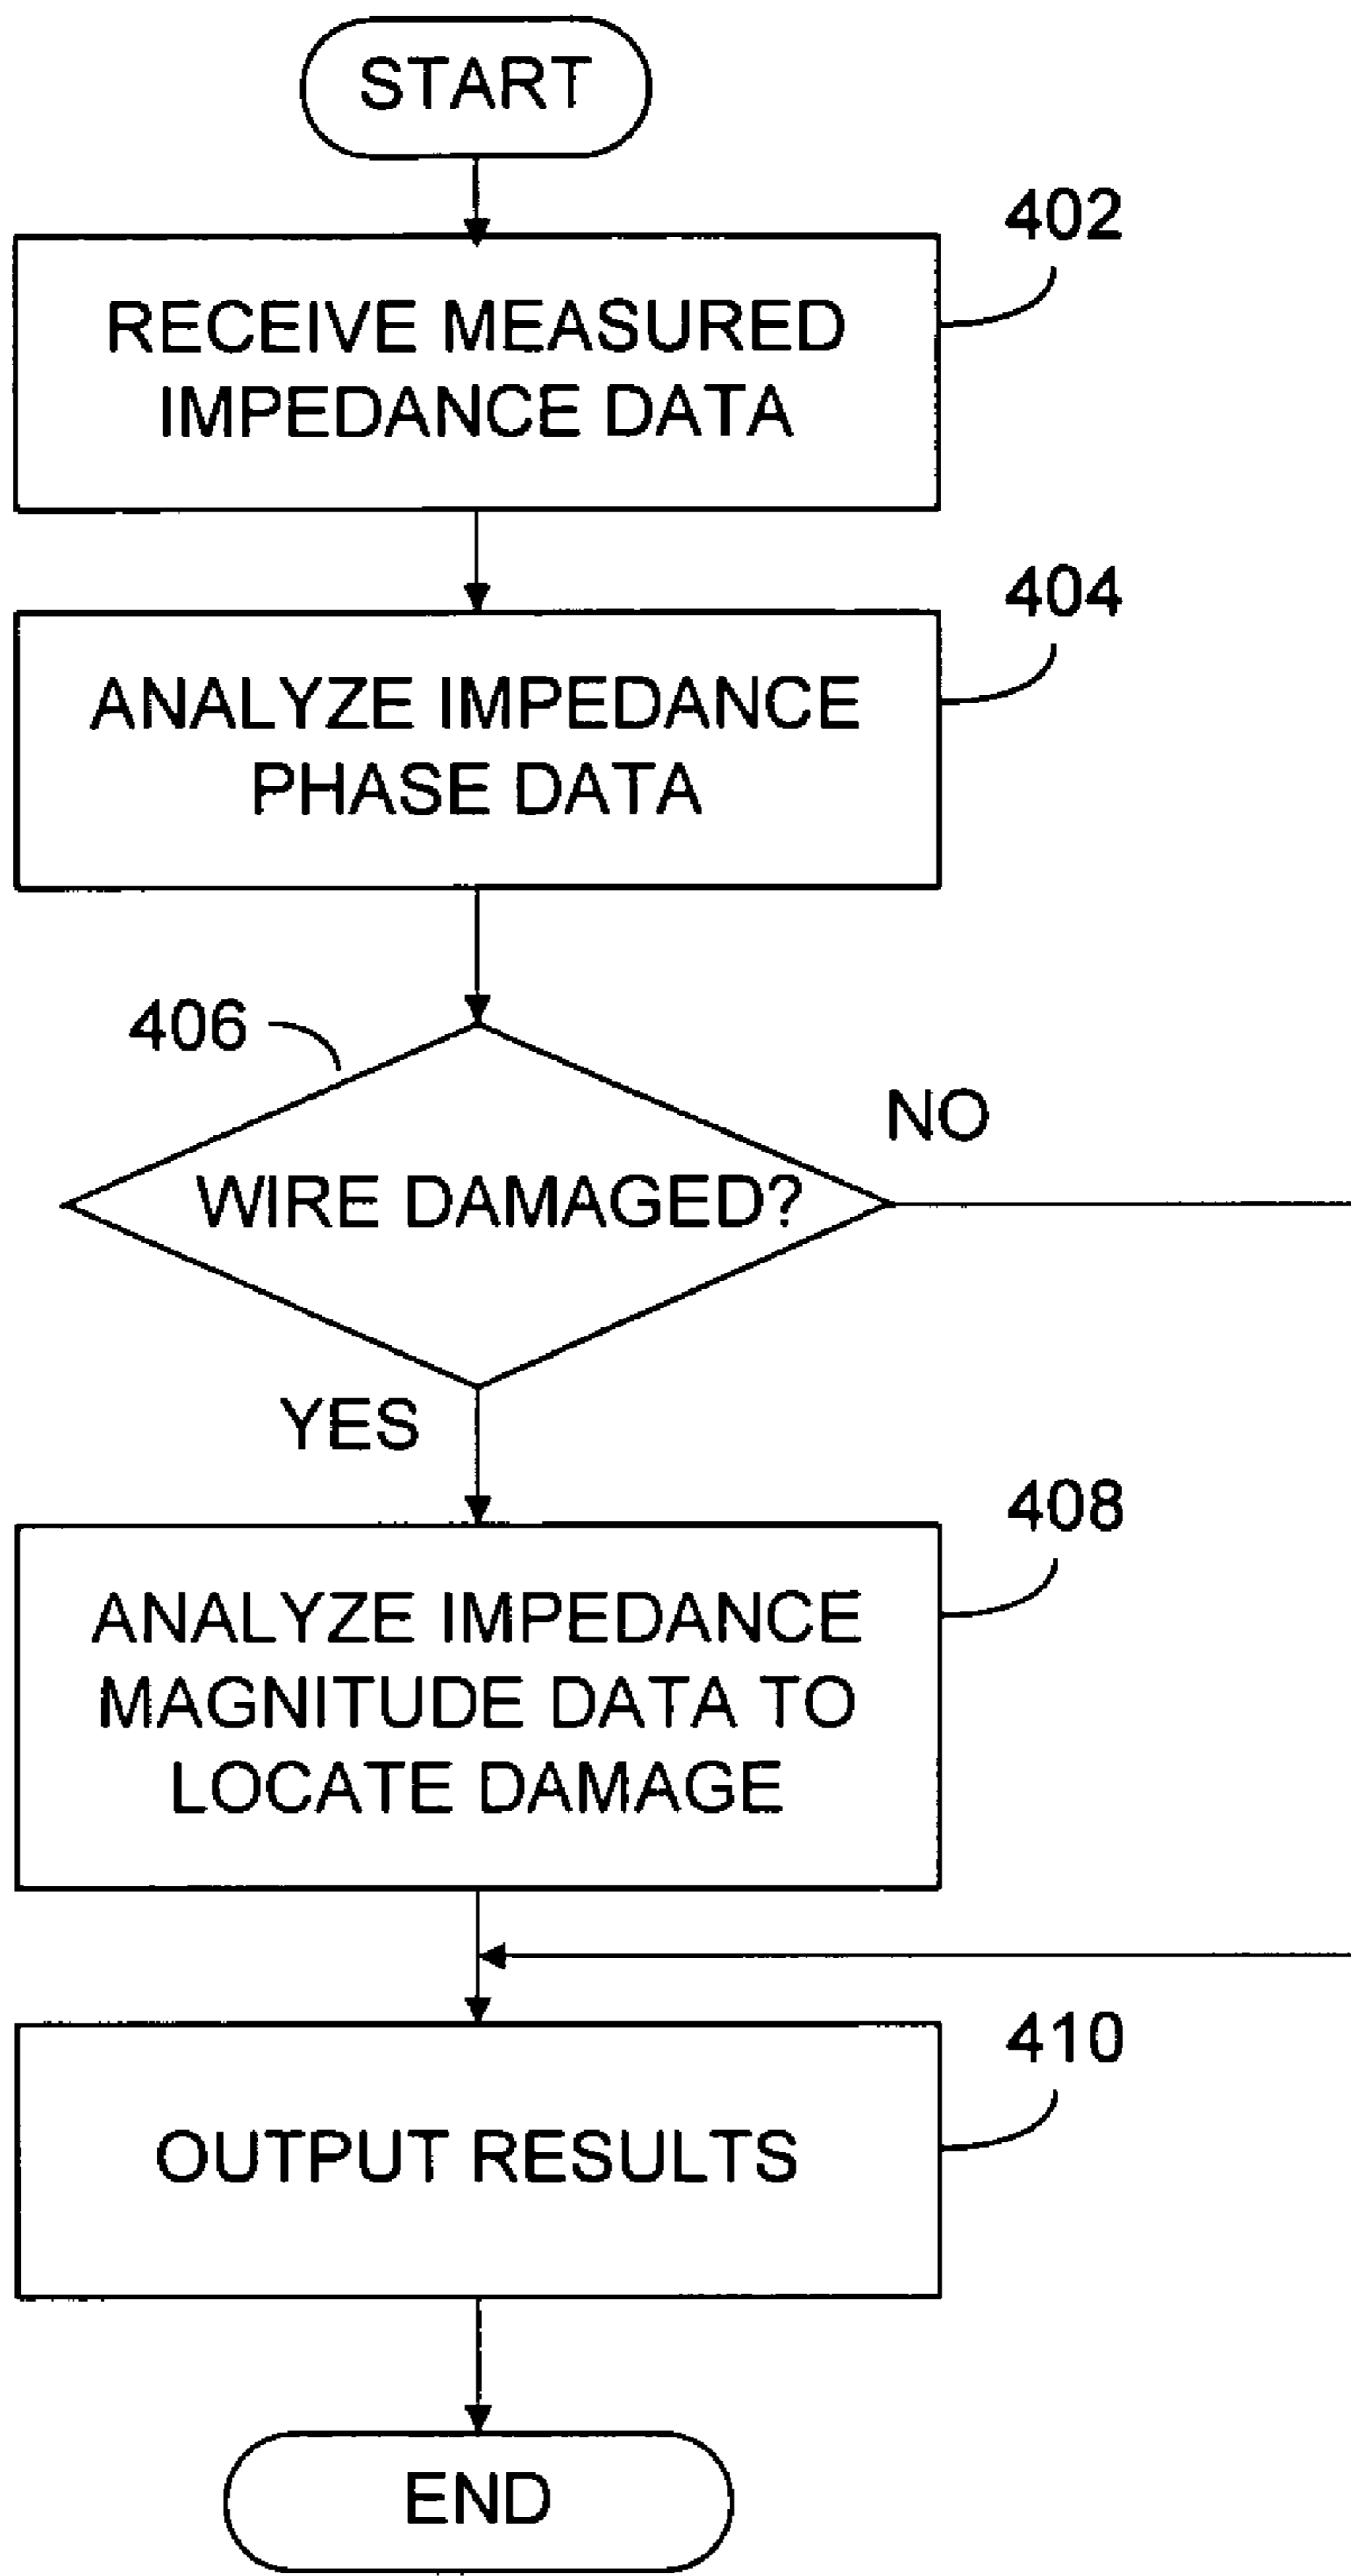 START
402
RECEIVE MEASURED
IMPEDANCE DATA
404
ANALYZE IMPEDANCE
PHASE DATA
406
NO
WIRE DAMAGED?
YES
408
ANALYZE IMPEDANCE
MAGNITUDE DATA TO
LOCATE DAMAGE
410
OUTPUT RESULTS
END